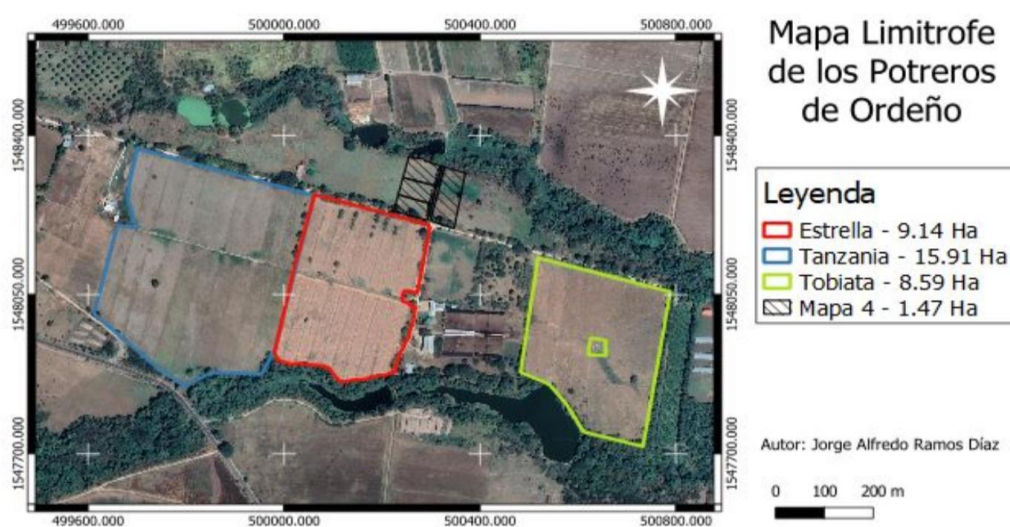 499600.000 500000.000 500400.000 500800.000
Mapa Limitrofe
de los Potreros
de Ordeño
1548400.000 1548400.000
1548050.000 1548050.000
1547700.000 1547700.000
Leyenda
Estrella - 9.14 Ha
Tanzania - 15.91 Ha
Tobiata - 8.59 Ha
Mapa 4 - 1.47 Ha
Autor: Jorge Alfredo Ramos Díaz
0 100 200 m
499600.000 500000.000 500400.000 500800.000